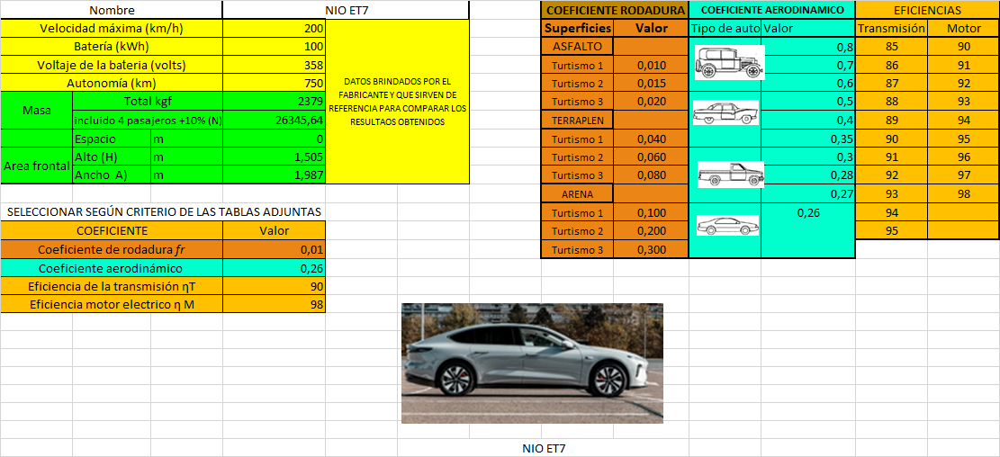 Nombre NIO ET7
Velocidad máxima (km/h) 200
Batería (kWh) 100
Voltaje de la bateria (volts) 358
Autonomía (km) 750
DATOS BRINDADOS POR EL
FABRICANTE Y QUE SIRVEN DE
REFERENCIA PARA COMPARAR LOS
RESULTAOS OBTENIDOS
Masa
Total kgf 2379
incluido 4 pasajeros +10% (N) 26345,64
Espacio m 0
Area frontal
Alto (H) m 1,505
Ancho A) m 1,987
SELECCIONAR SEGÚN CRITERIO DE LAS TABLAS ADJUNTAS
COEFICIENTE Valor
Coeficiente de rodadura fr 0,01
Coeficiente aerodinámico 0,26
Eficiencia de la transmisión ηT 90
Eficiencia motor electrico η M 98
COEFICIENTE RODADURA
Superficies Valor
ASFALTO
Turtismo 1 0,010
Turtismo 2 0,015
Turtismo 3 0,020
TERRAPLEN
Turtismo 1 0,040
Turtismo 2 0,060
Turtismo 3 0,080
ARENA
Turtismo 1 0,100
Turtismo 2 0,200
Turtismo 3 0,300
COEFICIENTE AERODINAMICO
Tipo de auto Valor
0,8
0,7
0,6
0,5
0,4
0,35
0,3
0,28
0,27
0,26
EFICIENCIAS
Transmisión Motor
85 90
86 91
87 92
88 93
89 94
90 95
91 96
92 97
93 98
94
95
NIO ET7